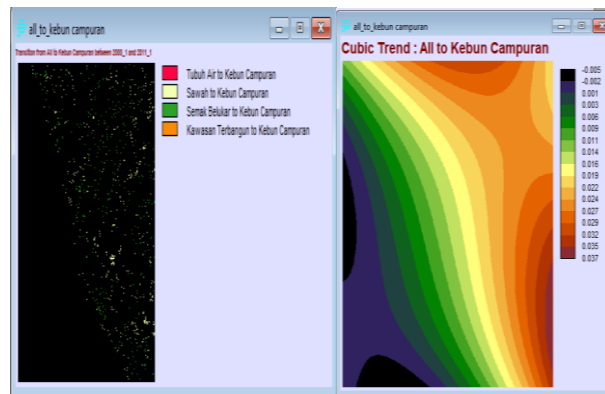 all_to_kebun campuran
Transition from All to Kebun Campuran between 2000_1 and 2011_1
Tubuh Air to Kebun Campuran
Sawah to Kebun Campuran
Semak Belukar to Kebun Campuran
Kawasan Terbangun to Kebun Campuran
all_to_kebun campuran
Cubic Trend : All to Kebun Campuran
-0.005
-0.002
0.001
0.003
0.006
0.009
0.011
0.014
0.016
0.019
0.022
0.024
0.027
0.030
0.032
0.035
0.037